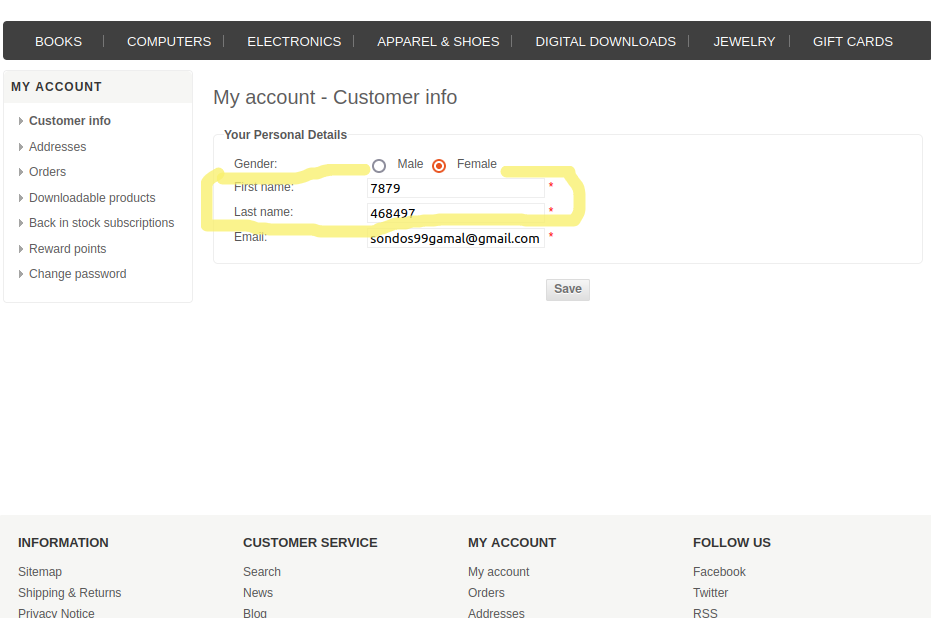 BOOKS COMPUTERS ELECTRONICS APPAREL & SHOES DIGITAL DOWNLOADS JEWELRY GIFT CARDS
MY ACCOUNT
Customer info
Addresses
Orders
Downloadable products
Back in stock subscriptions
Reward points
Change password
My account - Customer info
Your Personal Details
Gender: Male Female
First name: 7879 *
Last name: 468497 *
Email: sondos99gamal@gmail.com *
Save
INFORMATION
Sitemap
Shipping & Returns
Privacy Notice
CUSTOMER SERVICE
Search
News
Blog
MY ACCOUNT
My account
Orders
Addresses
FOLLOW US
Facebook
Twitter
RSS